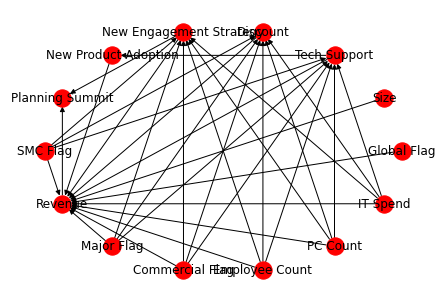 New Engagement Strategy
Discount
New Product Adoption
Tech Support
Planning Summit
Size
SMC Flag
Global Flag
Revenue
IT Spend
Major Flag
PC Count
Commercial Flag
Employee Count